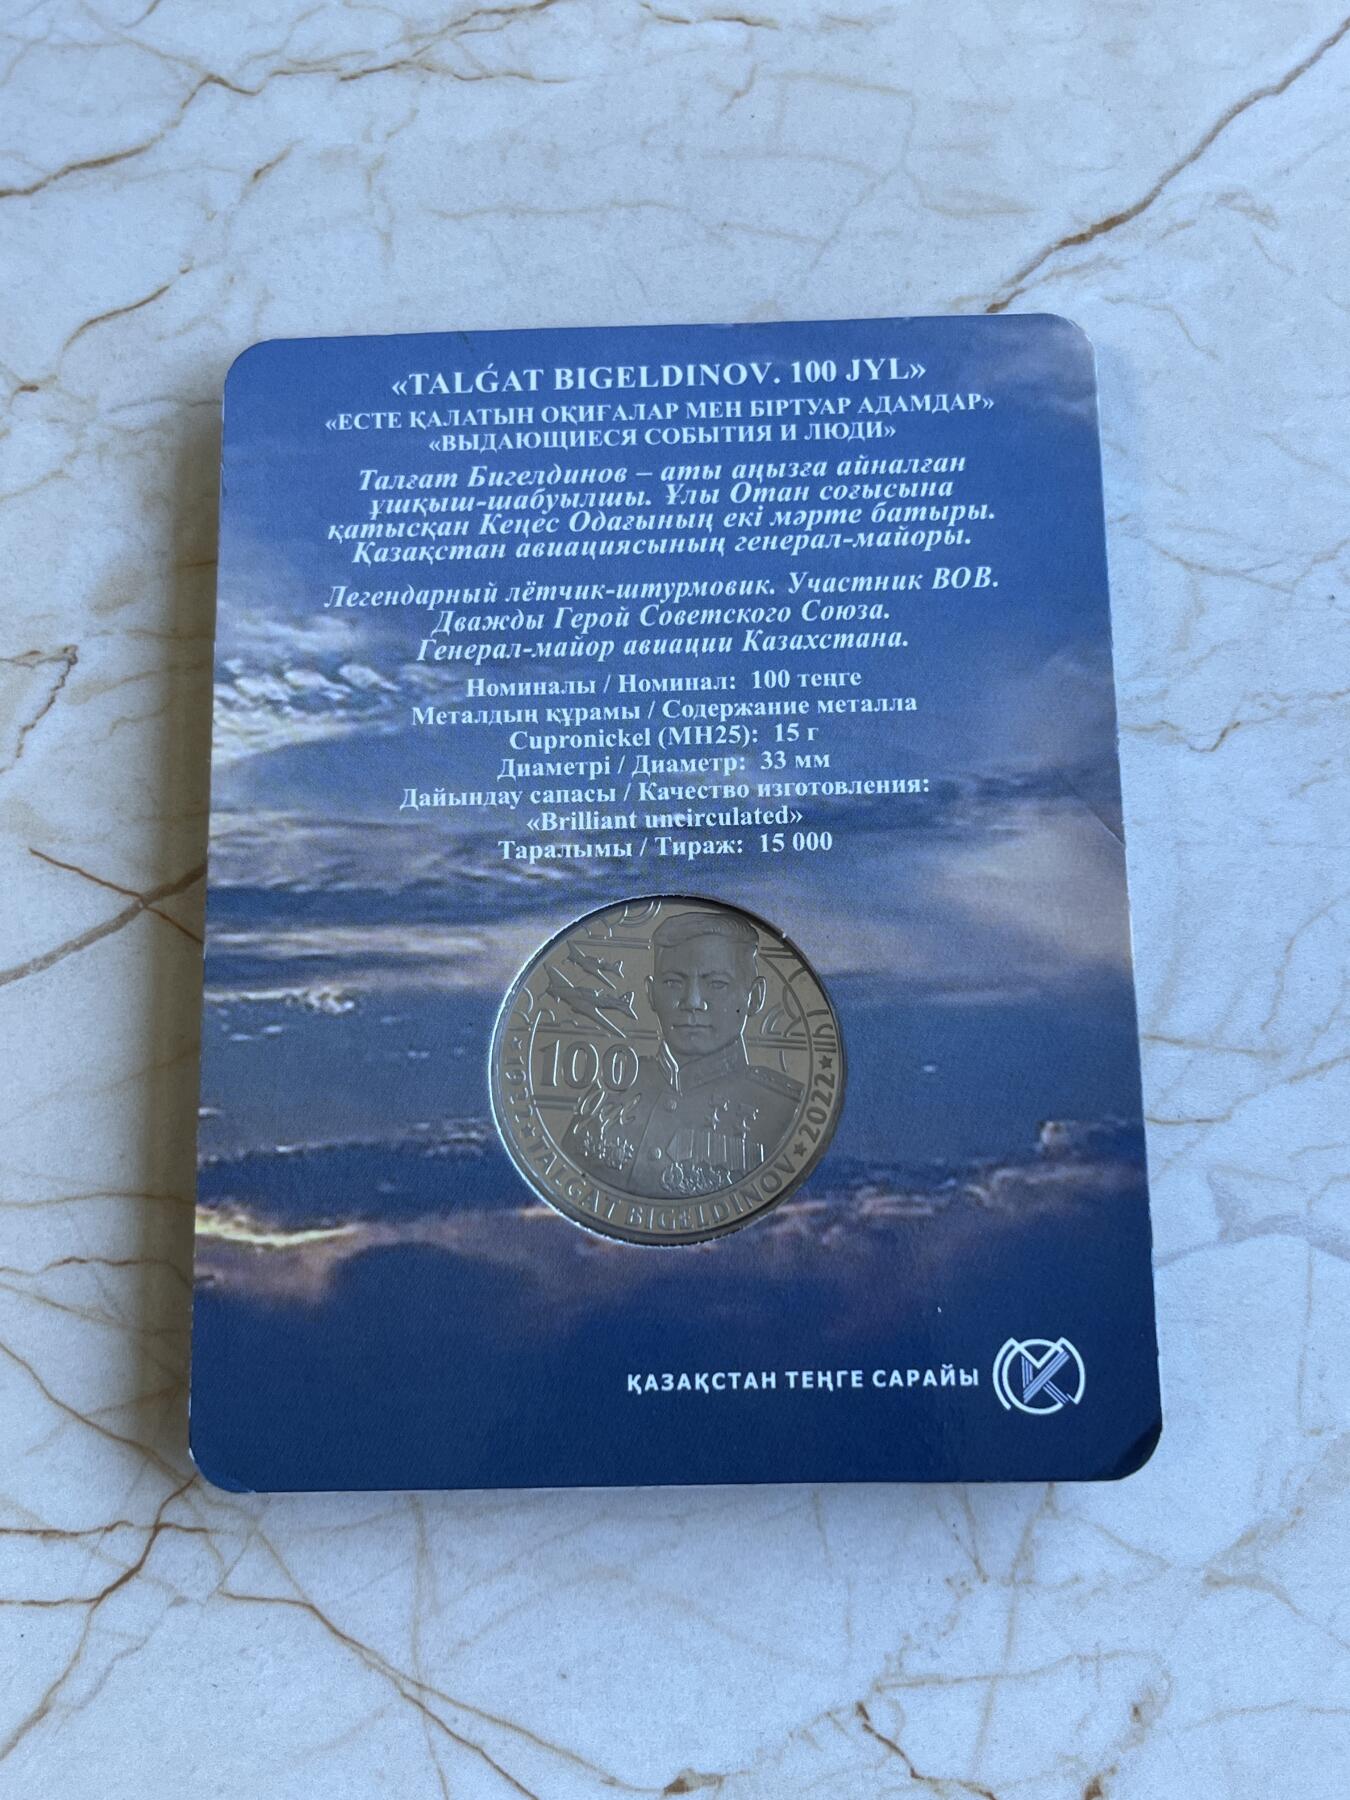 «TALǴAT BIGELDINOV. 100 JYL»
«ЕСТЕ ҚАЛАТЫН ОҚИҒАЛАР МЕН БІРТУАР АДАМДАР»
«ВЫДАЮЩИЕСЯ СОБЫТИЯ И ЛЮДИ»
Талғат Бигелдинов – аты аңызға айналған
ұшқыш-шабуылшы. Ұлы Отан соғысына
қатысқан Кеңес Одағының екі мәрте батыры.
Қазақстан авиациясының генерал-майоры.
Легендарный лётчик-штурмовик. Участник ВОВ.
Дважды Герой Советского Союза.
Генерал-майор авиации Казахстана.
Номиналы / Номинал: 100 теңге
Металдың құрамы / Содержание металла
Cupronickel (МН25): 15 г
Диаметрі / Диаметр: 33 мм
Дайындау сапасы / Качество изготовления:
«Brilliant uncirculated»
Таралымы / Тираж: 15 000
100
Jyl
★1922★TALǴAT BIGELDINOV★2022★
ҚАЗАҚСТАН ТЕҢГЕ САРАЙЫ